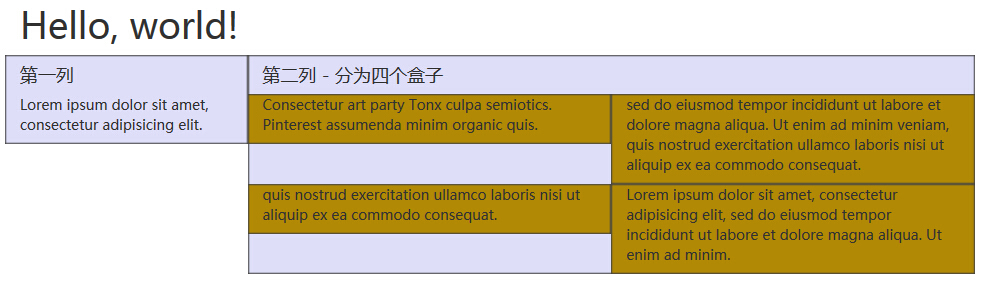 Hello, world!
第一列
Lorem ipsum dolor sit amet,
consectetur adipisicing elit.
第二列 - 分为四个盒子
Consectetur art party Tonx culpa semiotics.
Pinterest assumenda minim organic quis.
sed do eiusmod tempor incididunt ut labore et
dolore magna aliqua. Ut enim ad minim veniam,
quis nostrud exercitation ullamco laboris nisi ut
aliquip ex ea commodo consequat.
quis nostrud exercitation ullamco laboris nisi ut
aliquip ex ea commodo consequat.
Lorem ipsum dolor sit amet, consectetur
adipisicing elit, sed do eiusmod tempor
incididunt ut labore et dolore magna aliqua. Ut
enim ad minim.